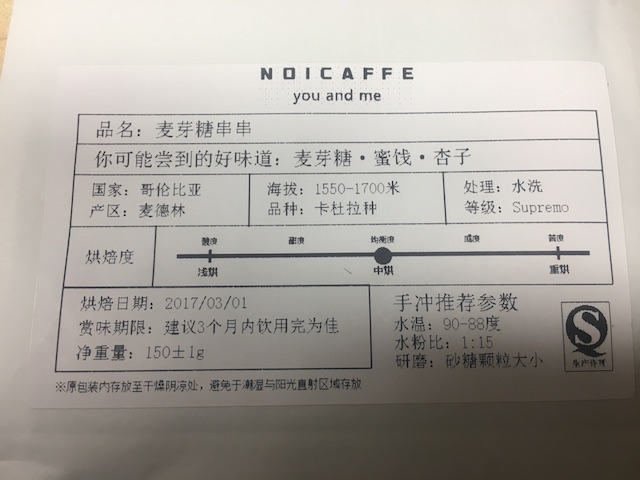 NOICAFFE
you and me
品名：麦芽糖串串
你可能尝到的好味道：麦芽糖·蜜饯·杏子
国家：哥伦比亚
产区：麦德林
海拔：1550-1700米
品种：卡杜拉种
处理：水洗
等级：Supremo
烘焙度
酸度 甜度 均衡度 咸度 苦度
浅烘 中烘 重烘
烘焙日期：2017/03/01
赏味期限：建议3个月内饮用完为佳
净重量：150±1g
手冲推荐参数
水温：90-88度
水粉比：1:15
研磨：砂糖颗粒大小
生产许可
※原包装内存放至干燥阴凉处，避免于潮湿与阳光直射区域存放